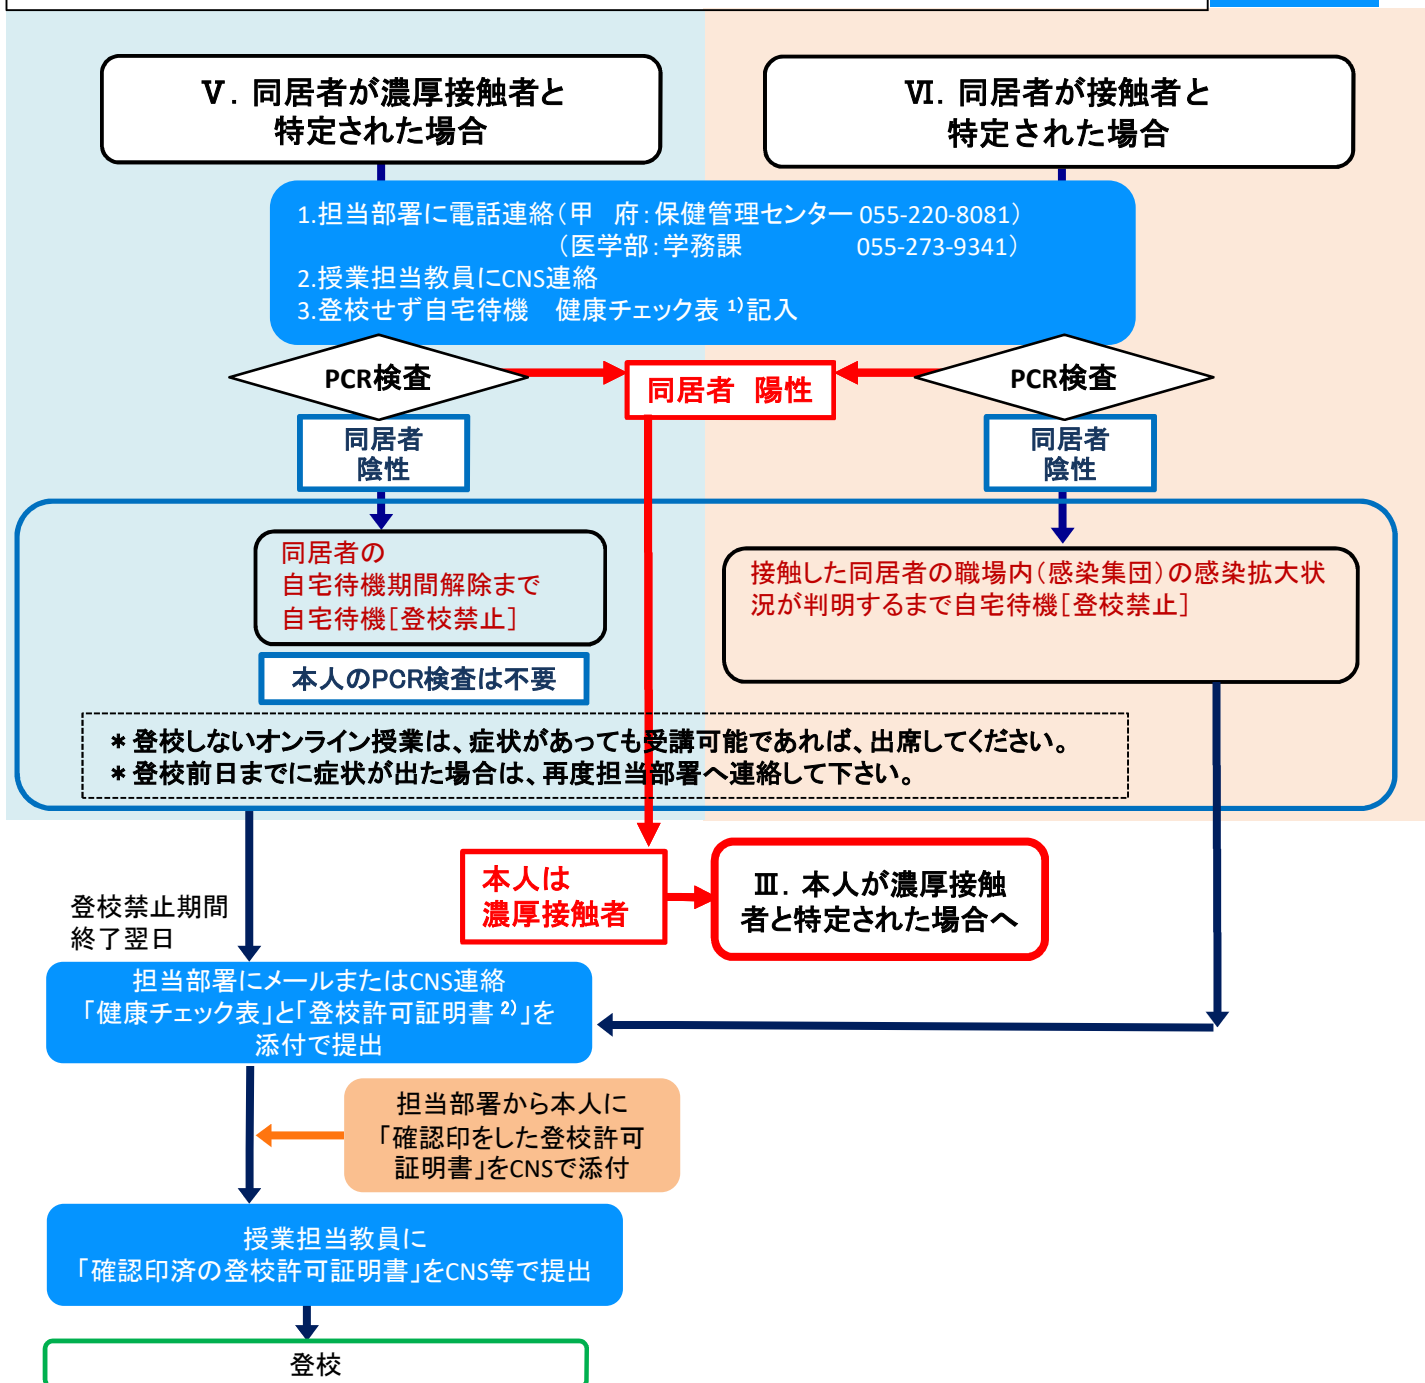 Ⅴ．同居者が濃厚接触者と
特定された場合
Ⅵ．同居者が接触者と
特定された場合
1.担当部署に電話連絡（甲　府：保健管理センター 055-220-8081）
（医学部：学務課　055-273-9341）
2.授業担当教員にCNS連絡
3.登校せず自宅待機　健康チェック表 1)記入
PCR検査
同居者　陽性
PCR検査
同居者
陰性
同居者
陰性
同居者の
自宅待機期間解除まで
自宅待機［登校禁止］
接触した同居者の職場内（感染集団）の感染拡大状
況が判明するまで自宅待機［登校禁止］
本人のPCR検査は不要
＊登校しないオンライン授業は、症状があっても受講可能であれば、出席してください。
＊登校前日までに症状が出た場合は、再度担当部署へ連絡して下さい。
本人は
濃厚接触者
Ⅲ．本人が濃厚接触
者と特定された場合へ
登校禁止期間
終了翌日
担当部署にメールまたはCNS連絡
「健康チェック表」と「登校許可証明書 2)」を
添付で提出
担当部署から本人に
「確認印をした登校許可
証明書」をCNSで添付
授業担当教員に
「確認印済の登校許可証明書」をCNS等で提出
登校